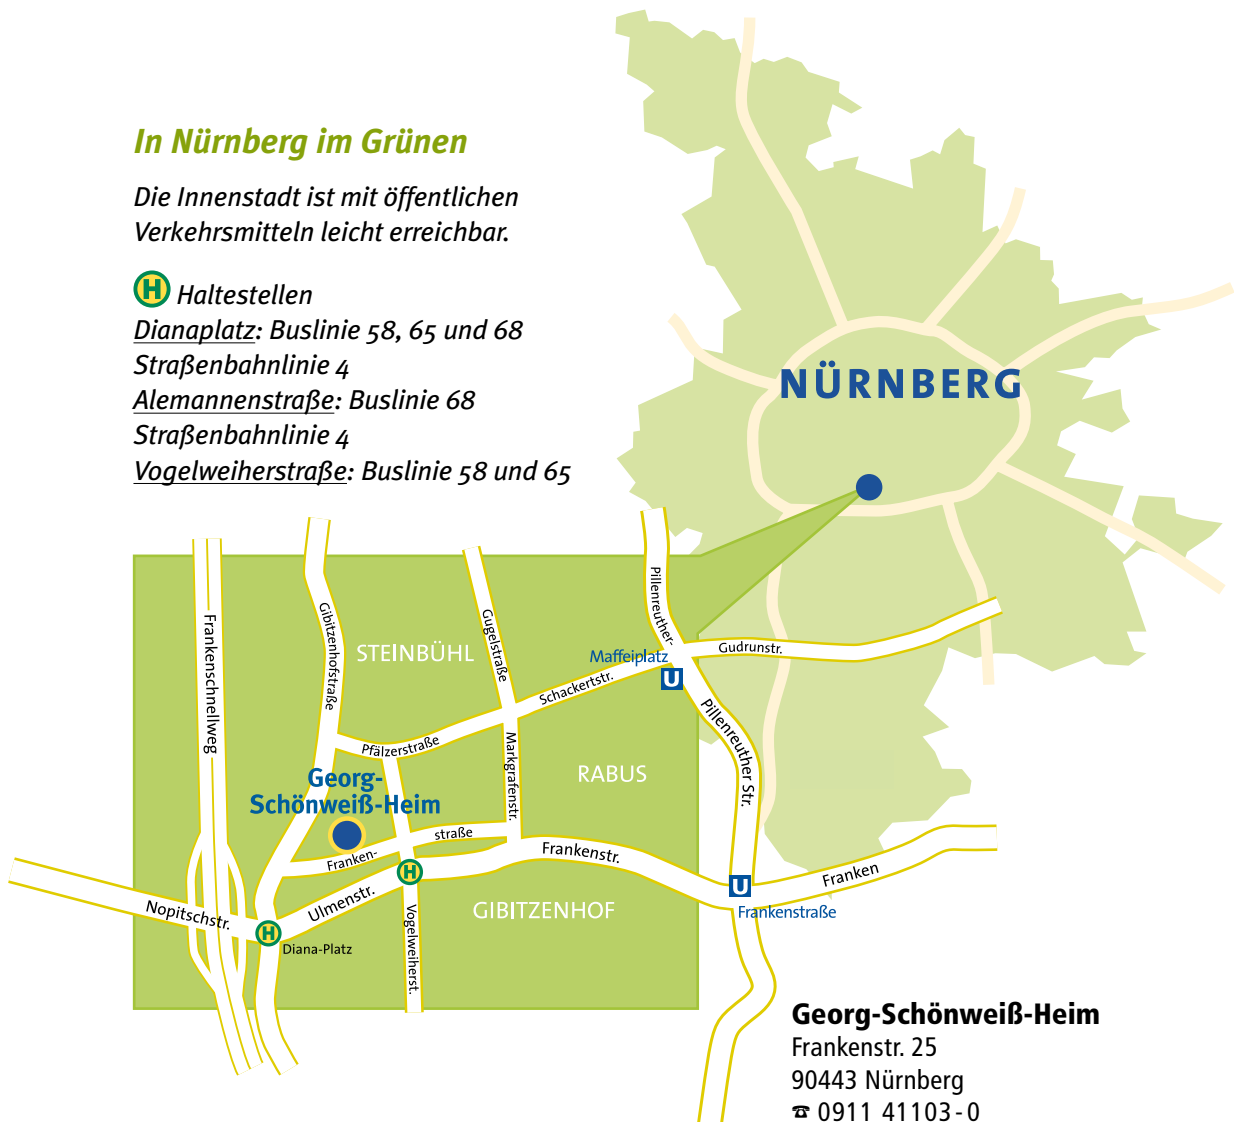 In Nürnberg im Grünen
Die Innenstadt ist mit öffentlichen
Verkehrsmitteln leicht erreichbar.
H Haltestellen
Dianaplatz: Buslinie 58, 65 und 68
Straßenbahnlinie 4
Alemannenstraße: Buslinie 68
Straßenbahnlinie 4
Vogelweiherstraße: Buslinie 58 und 65
NÜRNBERG
Frankenschnellweg
Gibitzenhofstraße
STEINBÜHL
Gugelstraße
Pillenreuther-
Maffeiplatz
U
Gudrunstr.
Schackertstr.
Pfälzerstraße
Markgrafenstr.
RABUS
Pillenreuther Str.
Georg-
Schönweiß-Heim
Franken-
straße
Frankenstr.
H
Ulmenstr.
Nopitschstr.
H
Diana-Platz
Vogelweiherst.
GIBITZENHOF
U
Frankenstraße
Franken
Georg-Schönweiß-Heim
Frankenstr. 25
90443 Nürnberg
☎ 0911 41103-0